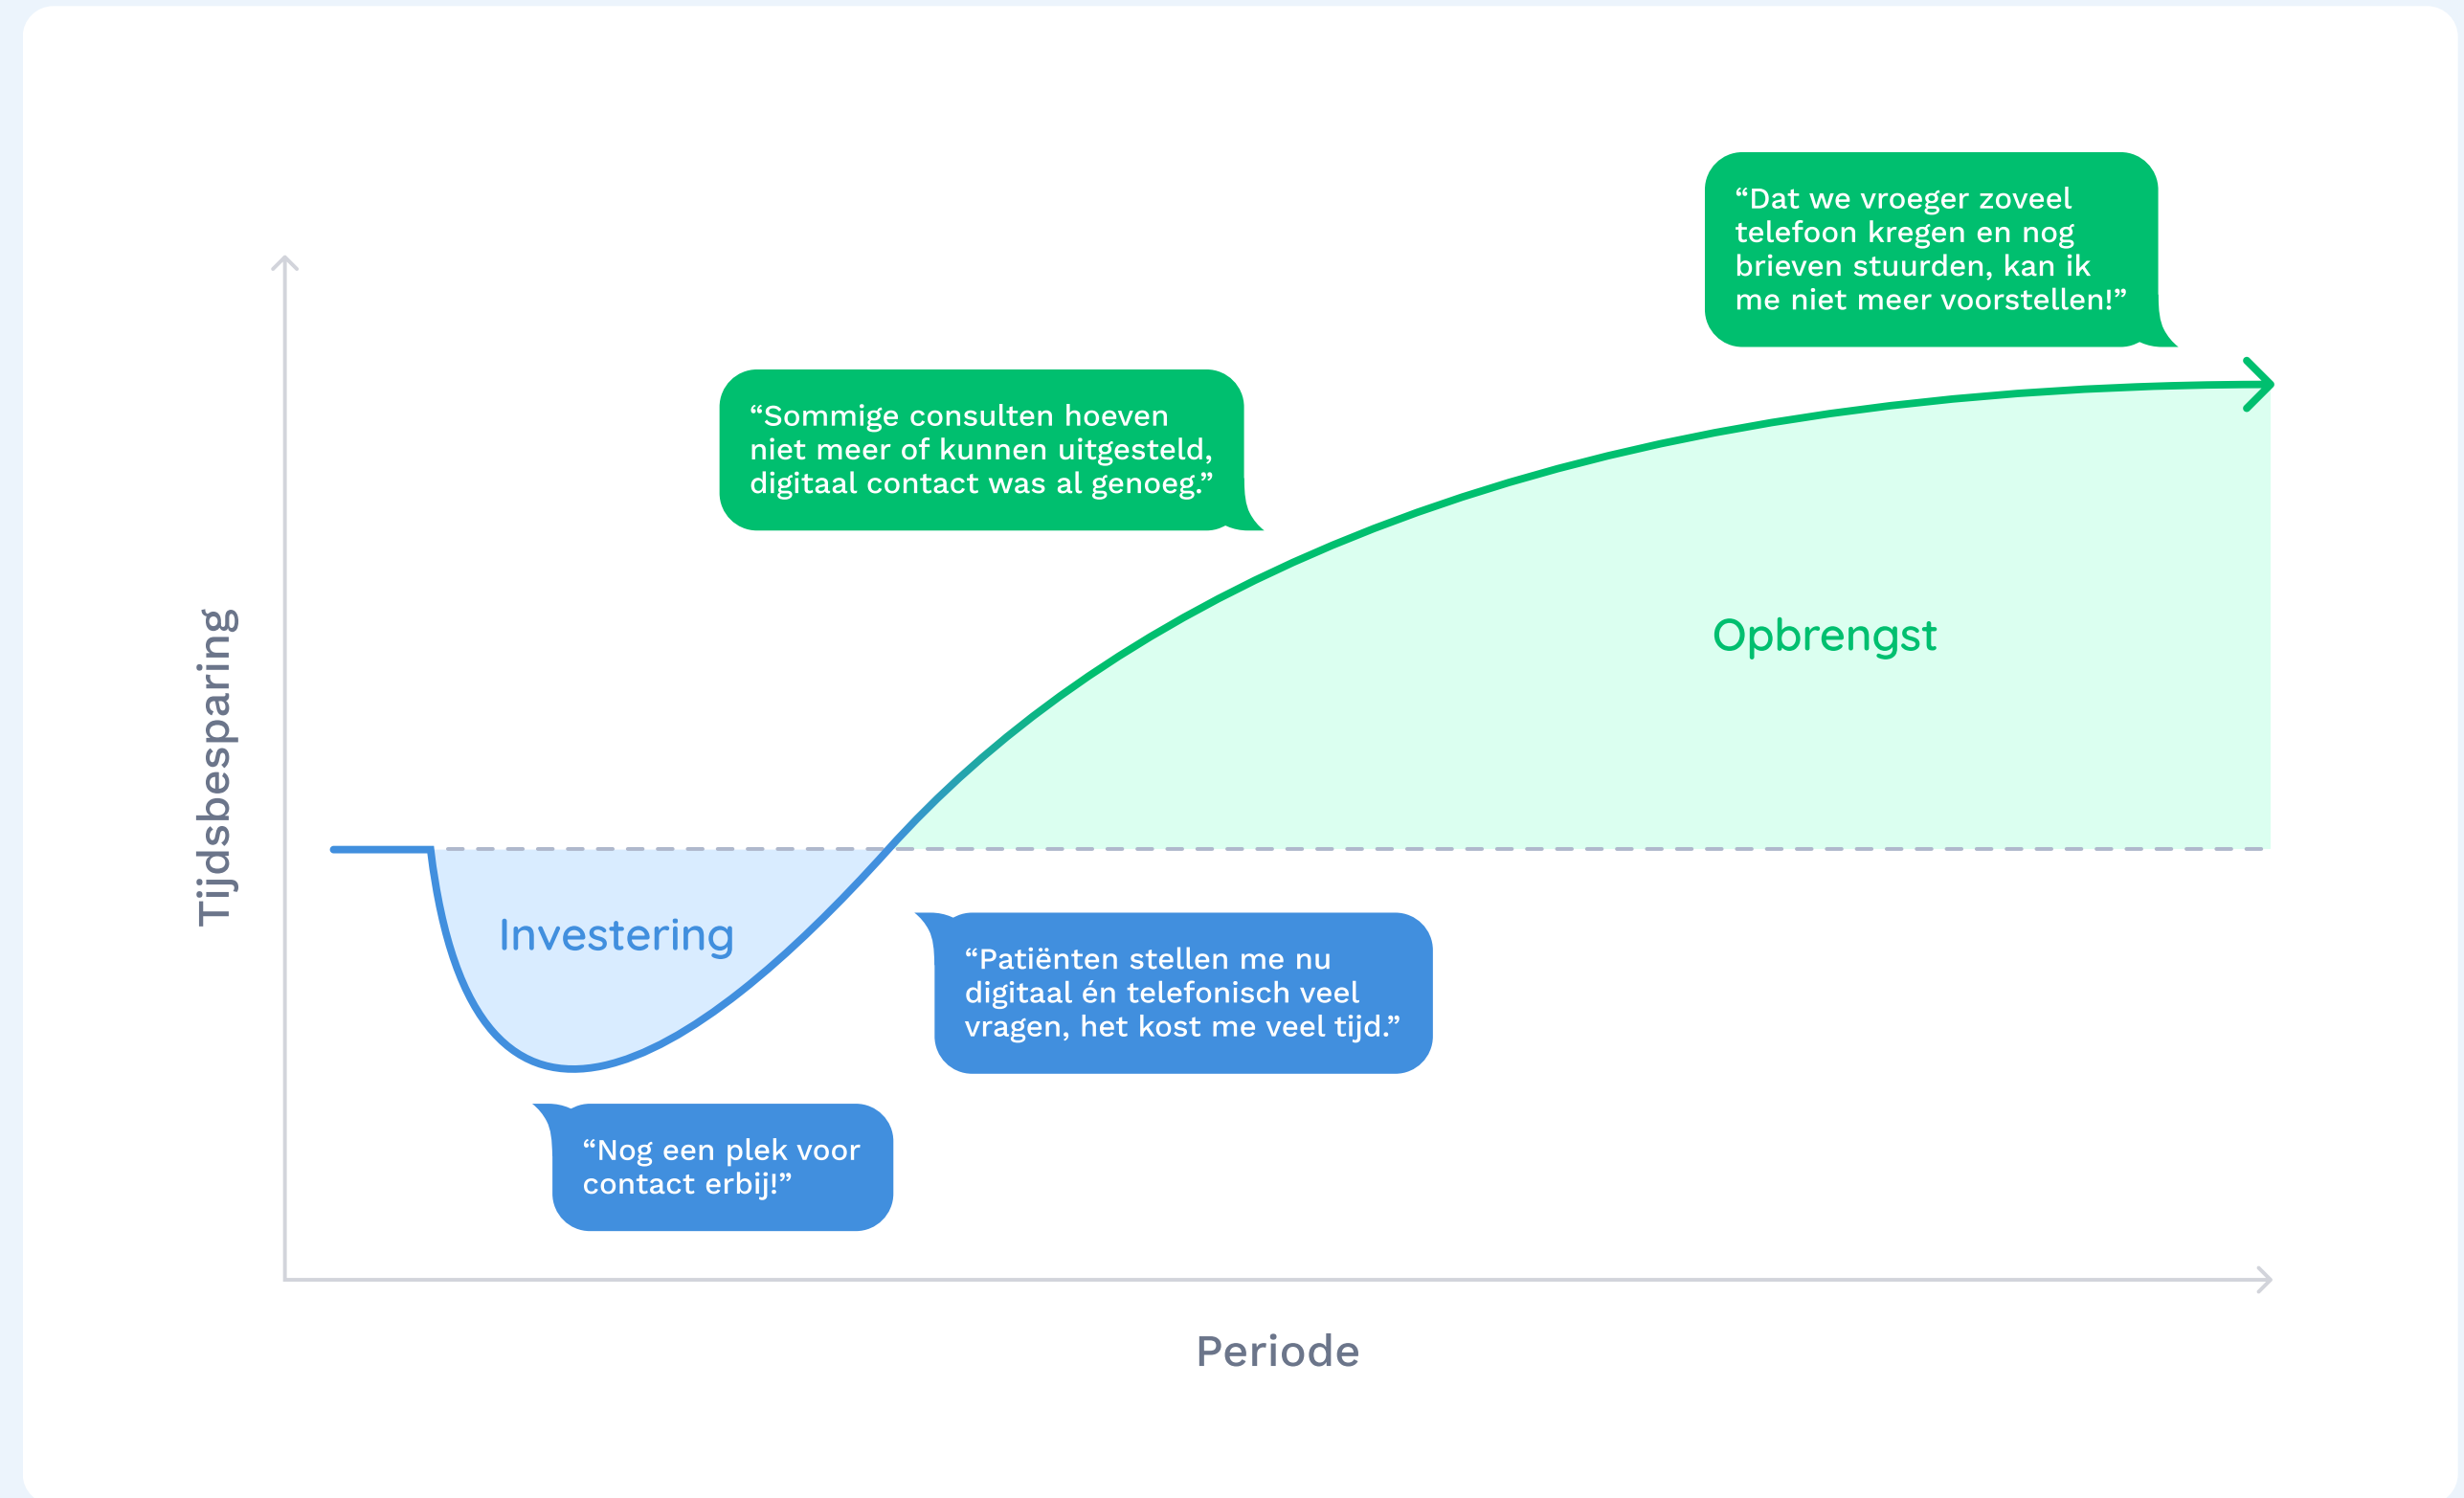 “Dat we vroeger zoveel
telefoon kregen en nog
brieven stuurden, kan ik
me niet meer voorstellen!”
“Sommige consulten hoeven
niet meer of kunnen uitgesteld,
digitaal contact was al genoeg.”
Opbrengst
Tijdsbesparing
Investering
“Patiënten stellen me nu
digitaal én telefonisch veel
vragen, het kost me veel tijd.”
“Nog een plek voor
contact erbij!”
Periode